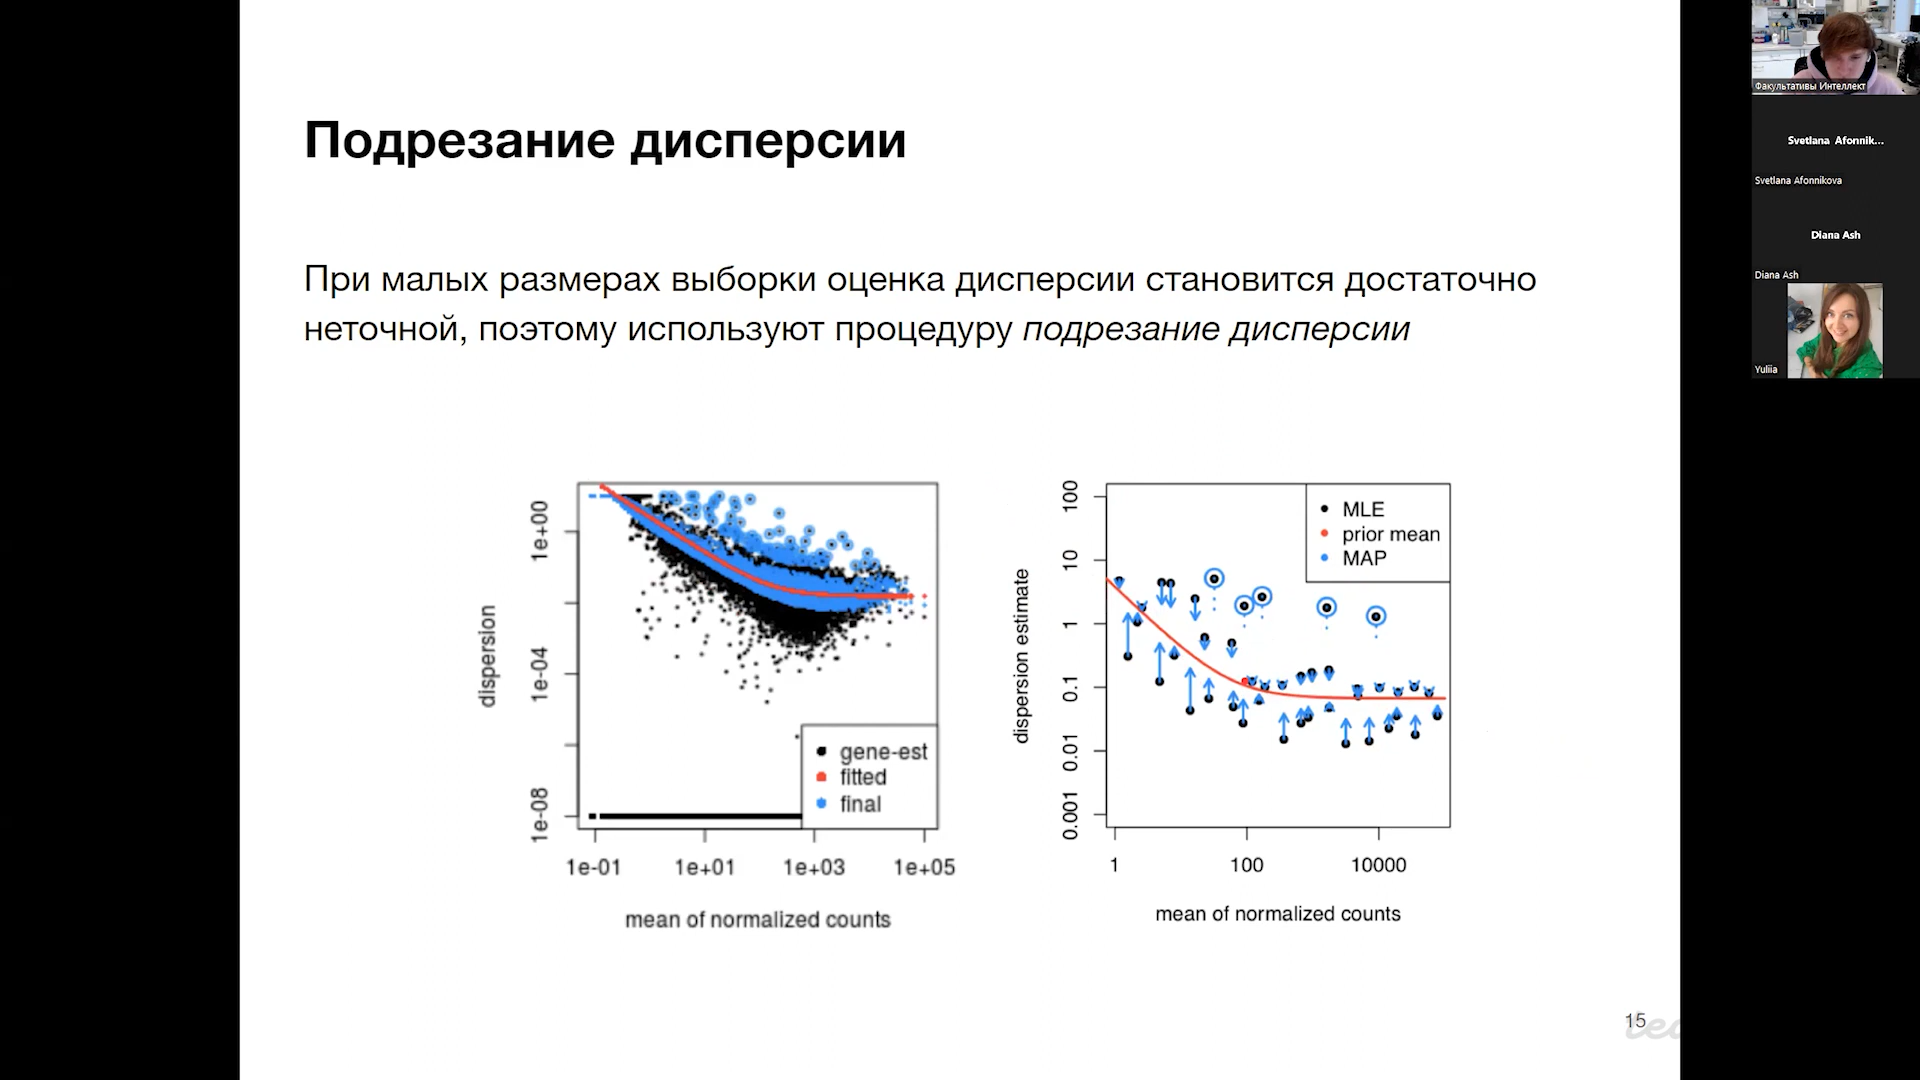 Подрезание дисперсии
При малых размерах выборки оценка дисперсии становится достаточно
неточной, поэтому используют процедуру подрезание дисперсии
dispersion
1e+00
1e-04
1e-08
gene-est
fitted
final
1e-01
1e+01
1e+03
1e+05
mean of normalized counts
dispersion estimate
100
10
1
0.1
0.01
0.001
MLE
prior mean
MAP
1
100
10000
mean of normalized counts
15
Факультативы Интеллект
Svetlana Afonnik...
Svetlana Afonnikova
Diana Ash
Diana Ash
Yuliia